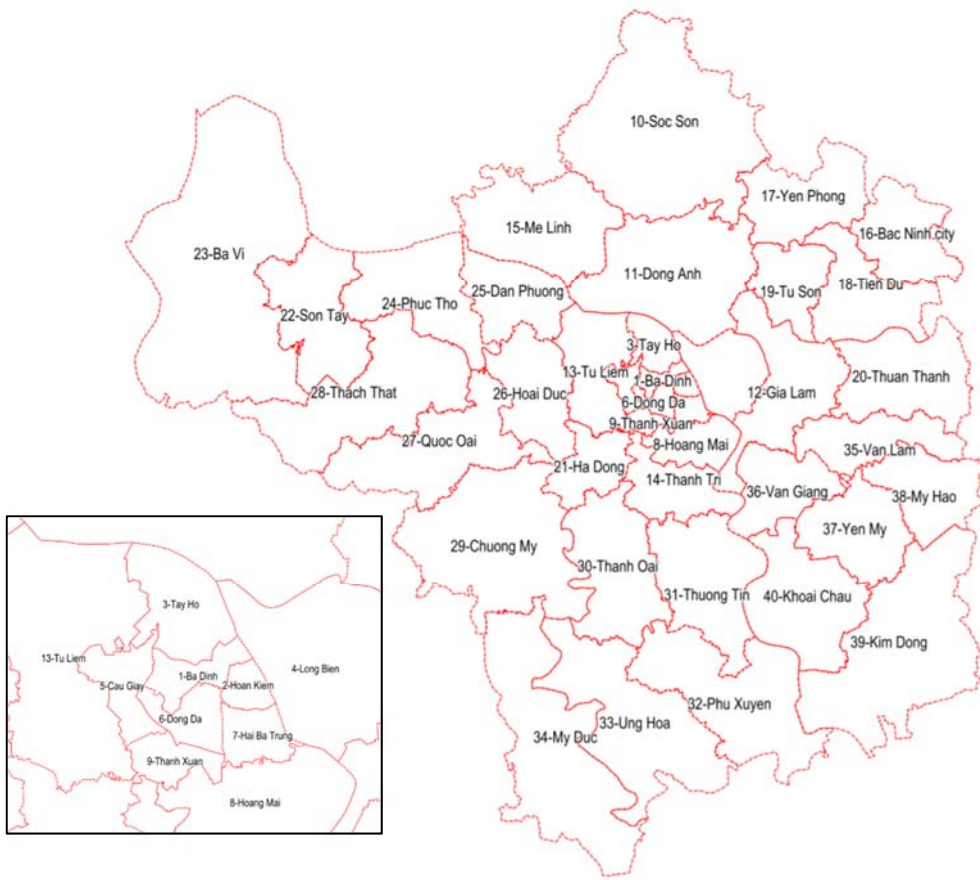 10-Soc Son
17-Yen Phong
15-Me Linh
16-Bac Ninh.city
23-Ba Vi
11-Dong Anh
19-Tu Son
18-Tien Du
25-Dan Phuong
24-Phuc Tho
22-Son Tay
3-Tay Ho
13-Tu Liem
1-Ba Dinh
20-Thuan Thanh
28-Thach That
26-Hoai Duc
12-Gia Lam
6-Dong Da
9-Thanh Xuan
27-Quoc Oai
8-Hoang Mai
35-Van Lam
21-Ha Dong
14-Thanh Tri
36-Van Giang
38-My Hao
37-Yen My
29-Chuong My
30-Thanh Oai
31-Thuong Tin
40-Khoai Chau
39-Kim Dong
32-Phu Xuyen
33-Ung Hoa
34-My Duc
3-Tay Ho
13-Tu Liem
4-Long Bien
1-Ba Dinh
5-Cau Giay
2-Hoan Kiem
6-Dong Da
7-Hai Ba Trung
9-Thanh Xuan
8-Hoang Mai